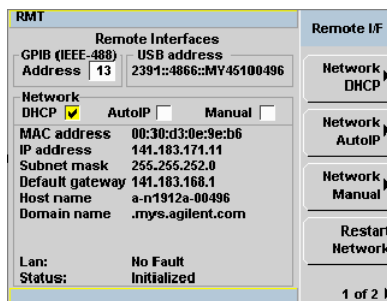 RMT
Remote Interfaces
GPIB (IEEE-488)
Address 13
USB address
2391::4866::MY45100496
Network
DHCP AutoIP Manual
MAC address 00:30:d3:0e:9e:b6
IP address 141.183.171.11
Subnet mask 255.255.252.0
Default gateway 141.183.168.1
Host name a-n1912a-00496
Domain name .mys.agilent.com
Lan: No Fault
Status: Initialized
Remote I/F
Network
DHCP
Network
AutoIP
Network
Manual
Restart
Network
1 of 2